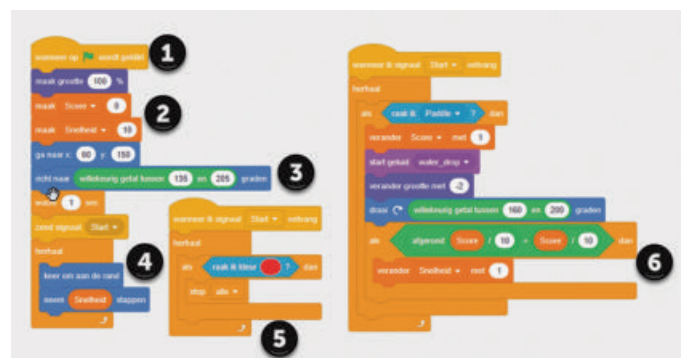 wanneer op wordt geklikt
1
maak grootte 100 %
maak Score 0
2
maak Snelheid 10
ga naar x: 60 y: 150
richt naar willekeurig getal tussen 135 en 205 graden
3
wacht 1 sec
zend signaal Start
herhaal
4
keer om aan de rand
neem Snelheid stappen
wanneer ik signaal Start ontvang
herhaal
als raak ik kleur ? dan
stop alle
5
wanneer ik signaal Start ontvang
herhaal
als raak ik Paddle ? dan
verander Score met 1
start geluid water_drop
verander grootte met -2
draai willekeurig getal tussen 160 en 200 graden
als afgerond Score / 10 = Score / 10 dan
6
verander Snelheid met 1